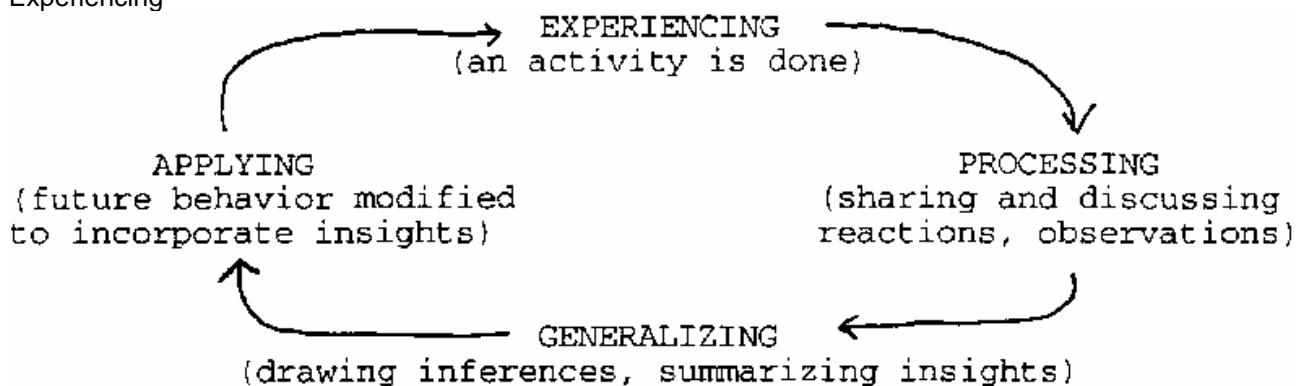 Experiencing
EXPERIENCING
(an activity is done)
APPLYING
(future behavior modified
to incorporate insights)
PROCESSING
(sharing and discussing
reactions, observations)
GENERALIZING
(drawing inferences, summarizing insights)